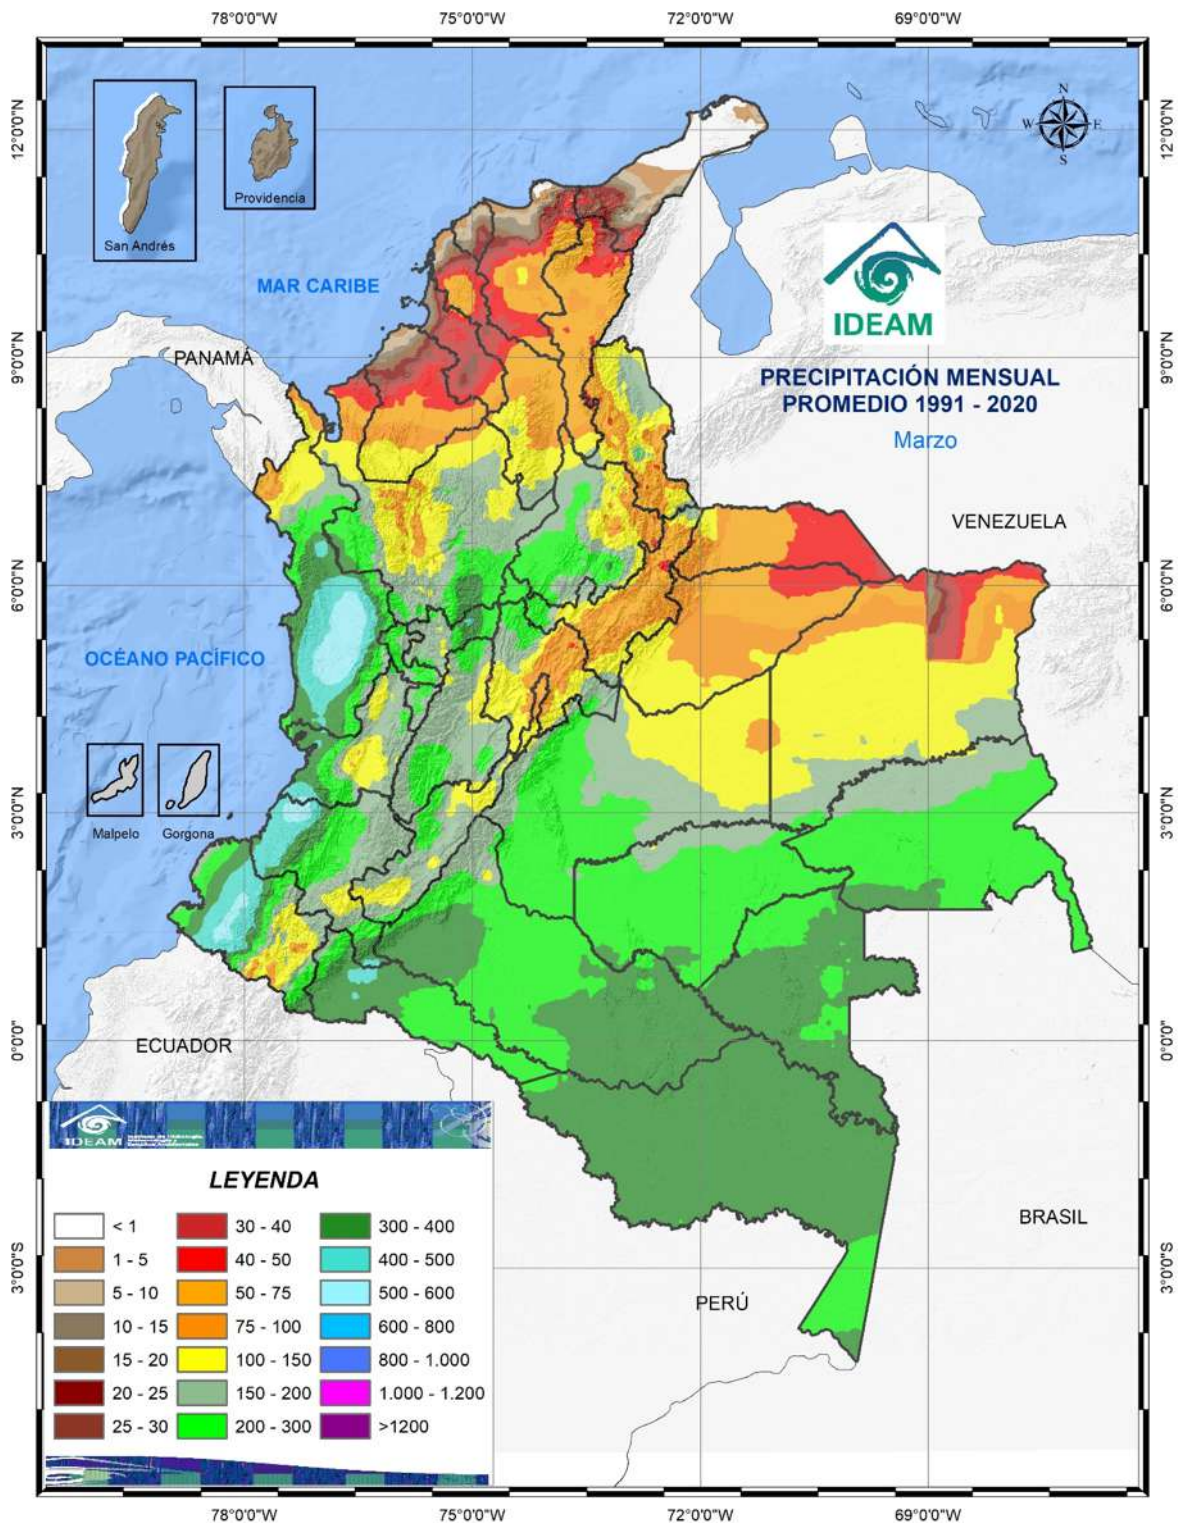 78°0'0"W
75°0'0"W
72°0'0"W
69°0'0"W
12°0'0"N
12°0'0"N
N
W
E
S
Providencia
San Andrés
MAR CARIBE
IDEAM
9°0'0"N
PANAMÁ
9°0'0"N
PRECIPITACIÓN MENSUAL
PROMEDIO 1991 - 2020
Marzo
VENEZUELA
6°0'0"N
6°0'0"N
OCÉANO PACÍFICO
3°0'0"N
Malpelo
Gorgona
3°0'0"N
0°0'0"
ECUADOR
0°0'0"
IDEAM
LEYENDA
< 1
30 - 40
300 - 400
1 - 5
40 - 50
400 - 500
5 - 10
50 - 75
500 - 600
10 - 15
75 - 100
600 - 800
15 - 20
100 - 150
800 - 1.000
20 - 25
150 - 200
1.000 - 1.200
25 - 30
200 - 300
>1200
BRASIL
PERÚ
3°0'0"S
3°0'0"S
78°0'0"W
75°0'0"W
72°0'0"W
69°0'0"W